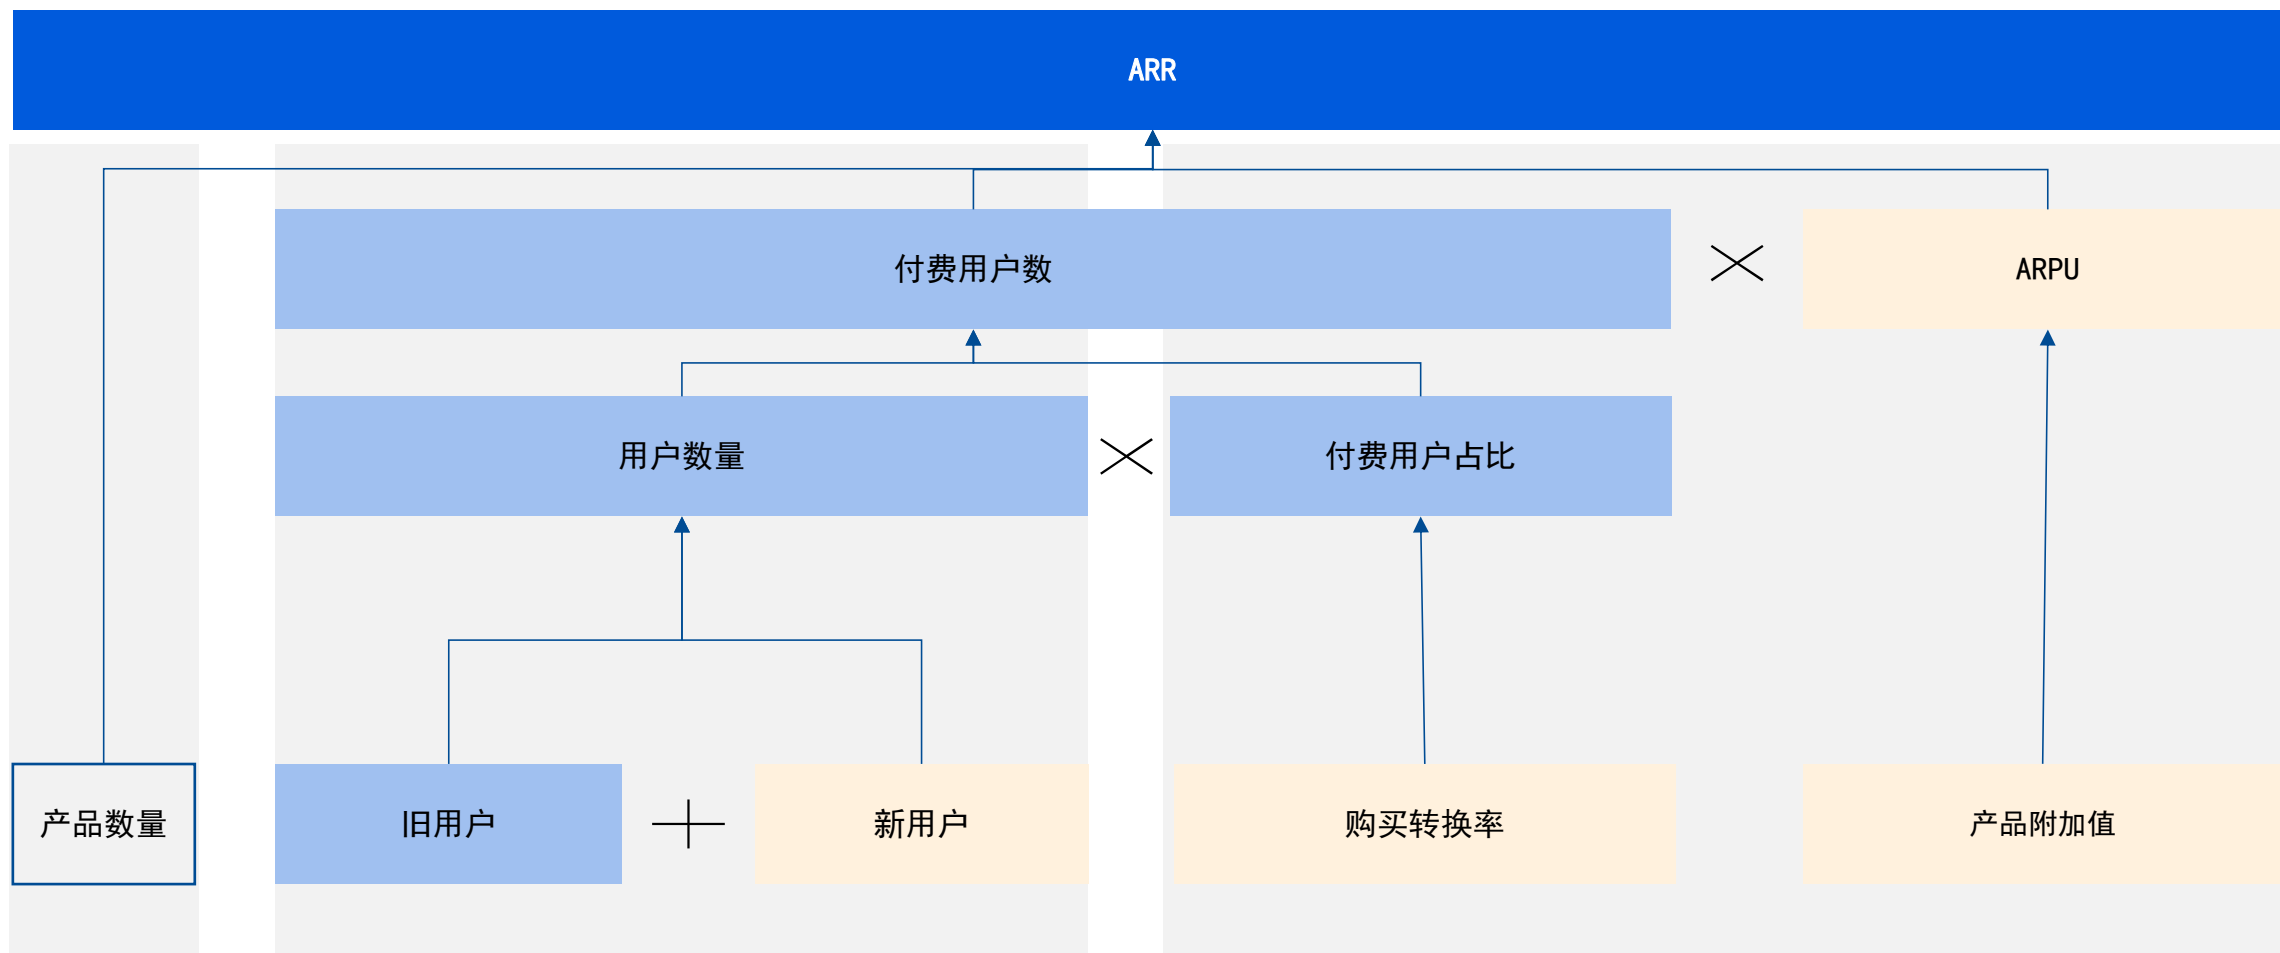 ARR
付费用户数
ARPU
用户数量
付费用户占比
产品数量
旧用户
新用户
购买转换率
产品附加值